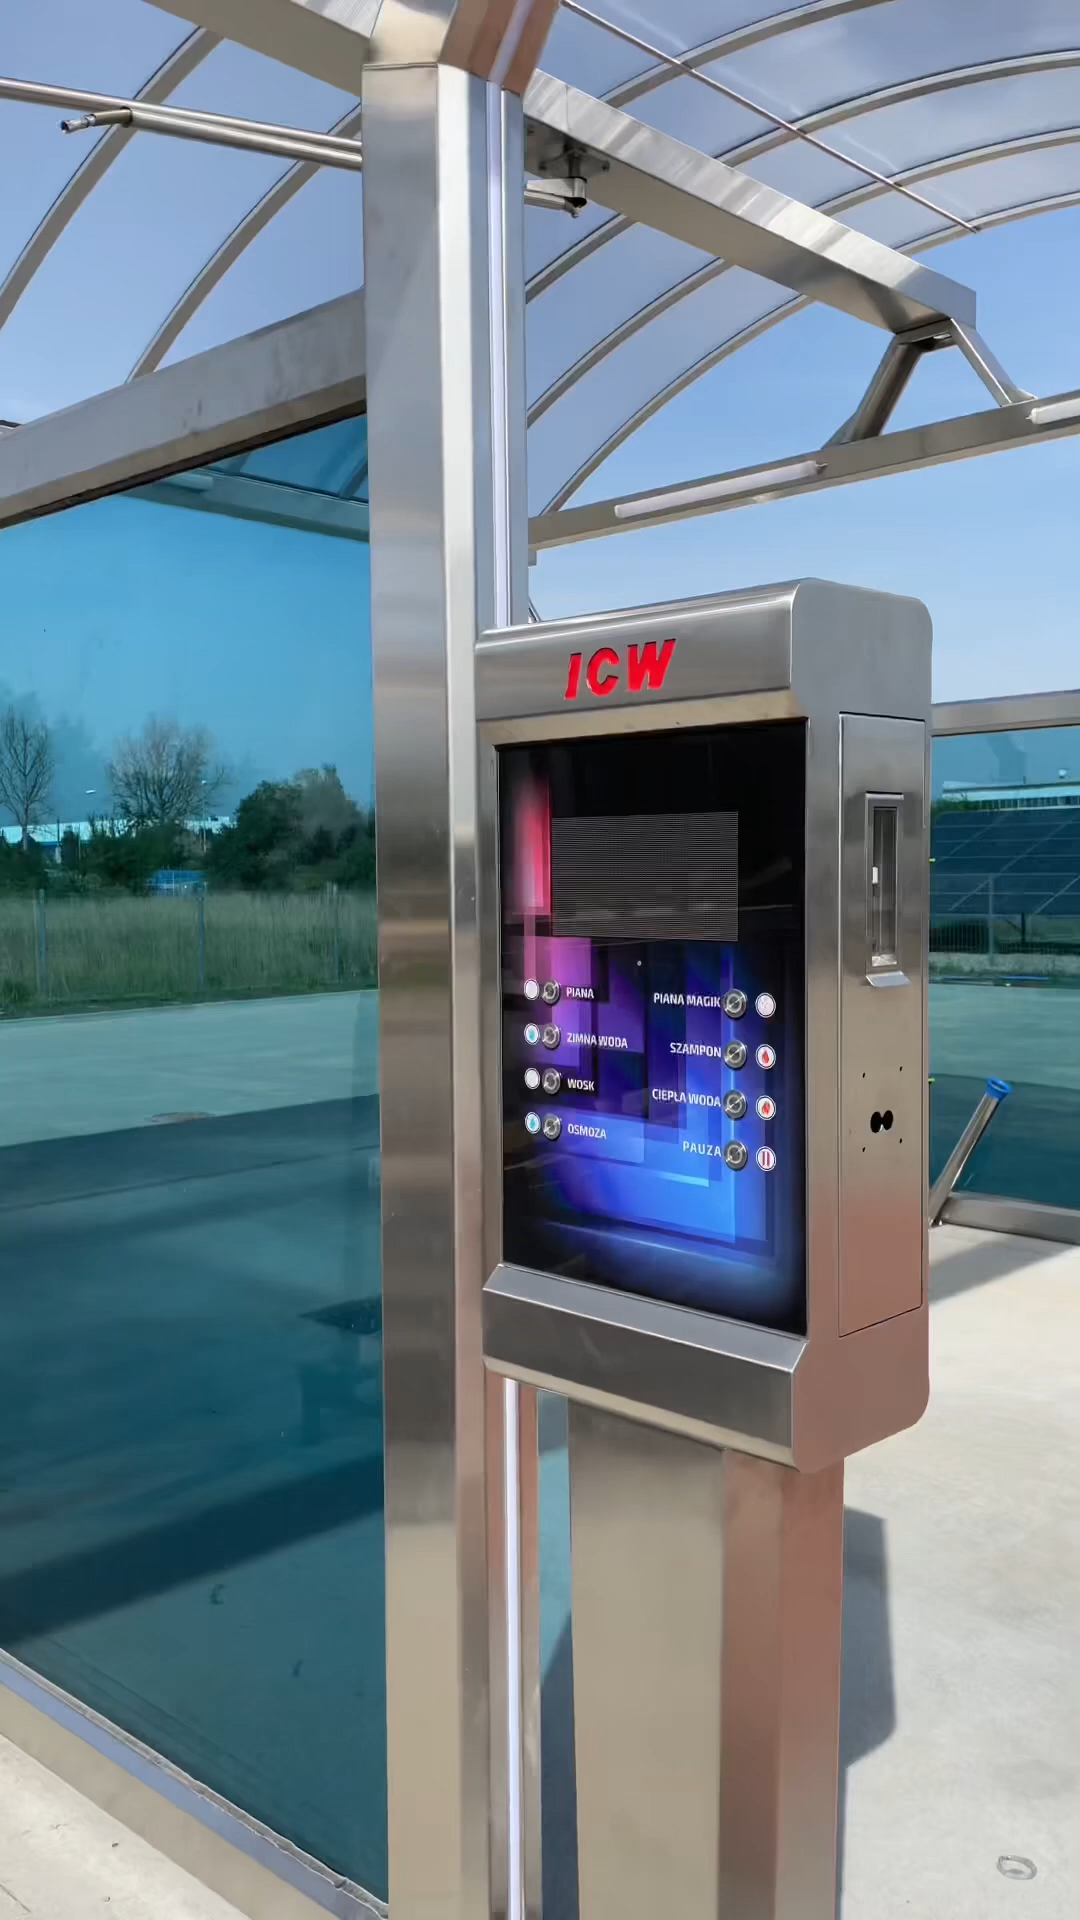 ICW
PIANA
ZIMNA WODA
WOSK
OSMOZA
PIANA MAGIK
SZAMPON
CIEPŁA WODA
PAUZA